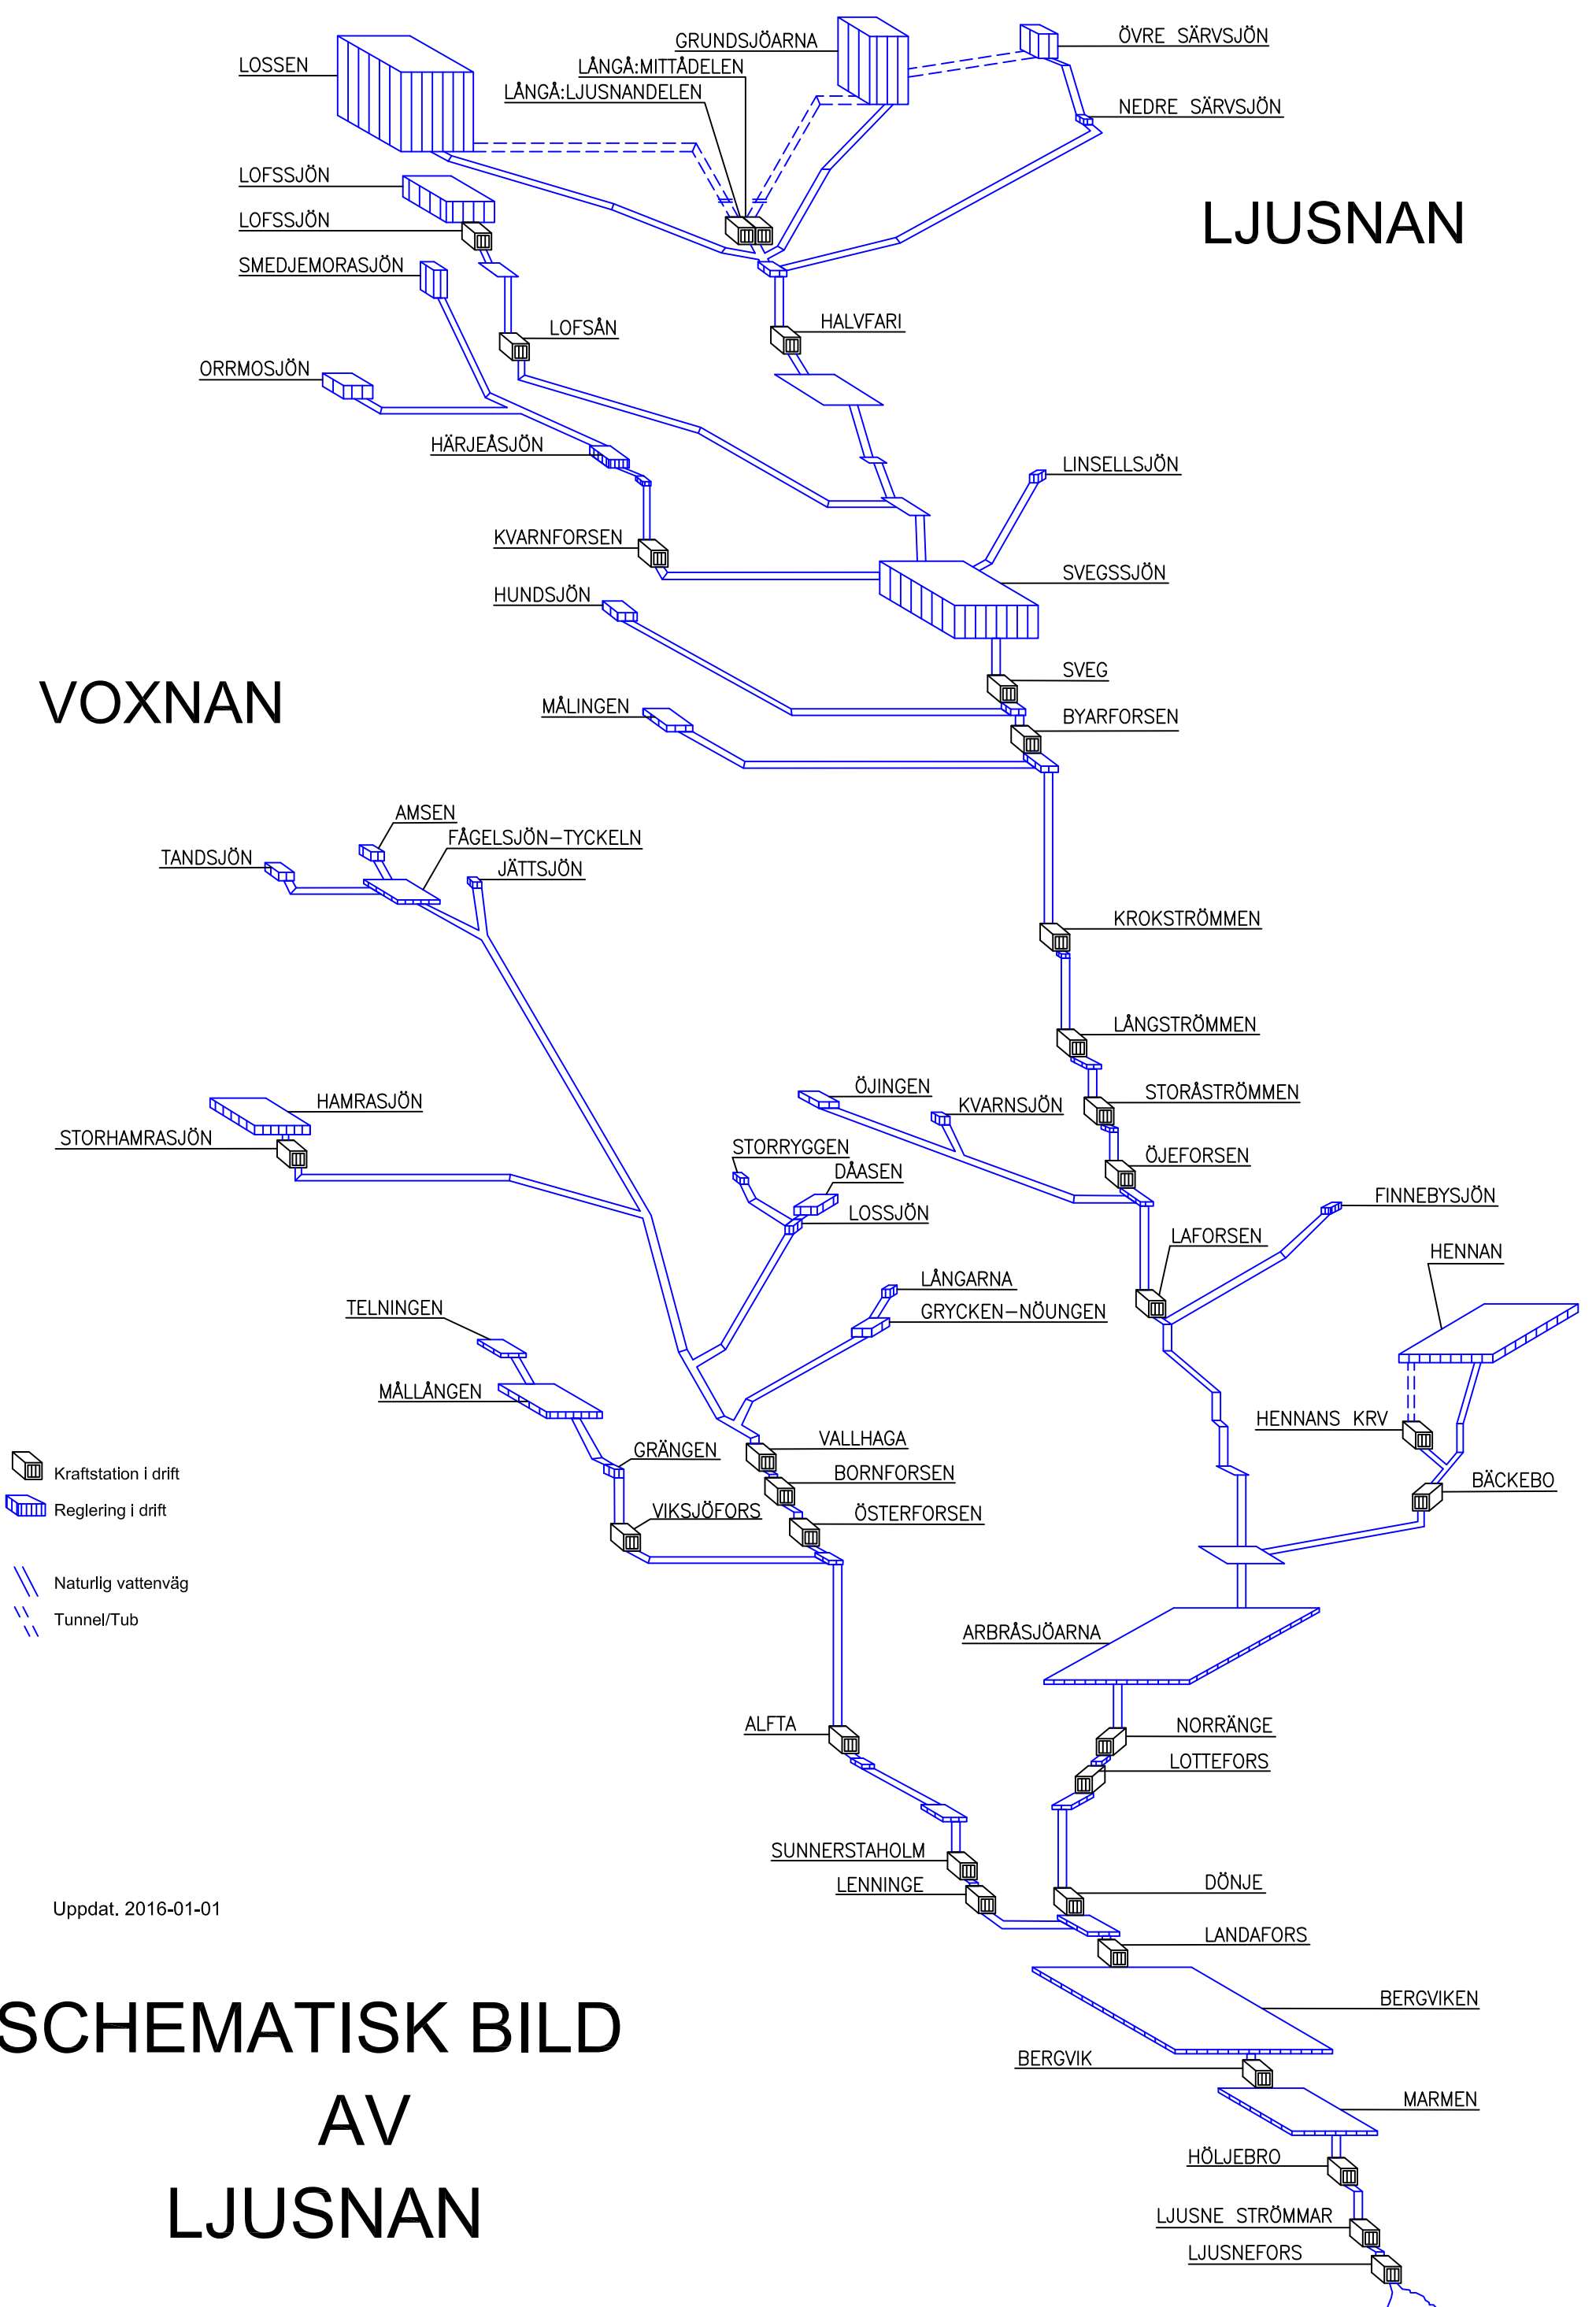 GRUNDSJÖARNA
ÖVRE SÄRVSJÖN
LOSSEN
LÅNGÅ:MITTÅDELEN
LÅNGÅ:LJUSNANDELEN
NEDRE SÄRVSJÖN
LOFSSJÖN
LJUSNAN
LOFSSJÖN
SMEDJEMORASJÖN
LOFSÅN
HALVFARI
ORRMOSJÖN
HÄRJEÅSJÖN
LINSELLSJÖN
KVARNFORSEN
SVEGSSJÖN
HUNDSJÖN
SVEG
VOXNAN
MÅLINGEN
BYARFORSEN
AMSEN
FÅGELSJÖN-TYCKELN
TANDSJÖN
JÄTTSJÖN
KROKSTRÖMMEN
LÅNGSTRÖMMEN
ÖJINGEN
STORÅSTRÖMMEN
HAMRASJÖN
KVARNSJÖN
STORHAMRASJÖN
STORRYGGEN
ÖJEFORSEN
DÅASEN
FINNEBYSJÖN
LOSSJÖN
LAFORSEN
HENNAN
LÅNGARNA
TELNINGEN
GRYCKEN-NÖUNGEN
MÅLLÅNGEN
HENNANS KRV
VALLHAGA
GRÄNGEN
Kraftstation i drift
BORNFORSEN
BÄCKEBO
Reglering i drift
VIKSJÖFORS
ÖSTERFORSEN
Naturlig vattenväg
Tunnel/Tub
ARBRÅSJÖARNA
ALFTA
NORRÄNGE
LOTTEFORS
SUNNERSTAHOLM
LENNINGE
DÖNJE
Uppdat. 2016-01-01
LANDAFORS
BERGVIKEN
SCHEMATISK BILD
BERGVIK
MARMEN
AV
HÖLJEBRO
LJUSNAN
LJUSNE STRÖMMAR
LJUSNEFORS